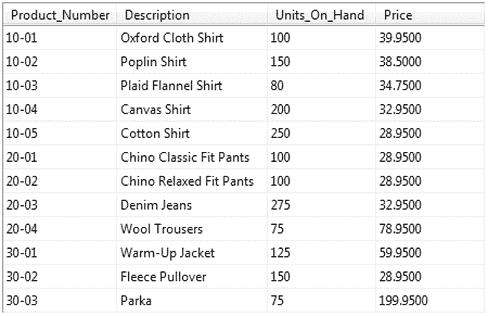 Product_Number Description Units_On_Hand Price
10-01 Oxford Cloth Shirt 100 39.9500
10-02 Poplin Shirt 150 38.5000
10-03 Plaid Flannel Shirt 80 34.7500
10-04 Canvas Shirt 200 32.9500
10-05 Cotton Shirt 250 28.9500
20-01 Chino Classic Fit Pants 100 28.9500
20-02 Chino Relaxed Fit Pants 100 28.9500
20-03 Denim Jeans 275 32.9500
20-04 Wool Trousers 75 78.9500
30-01 Warm-Up Jacket 125 59.9500
30-02 Fleece Pullover 150 28.9500
30-03 Parka 75 199.9500